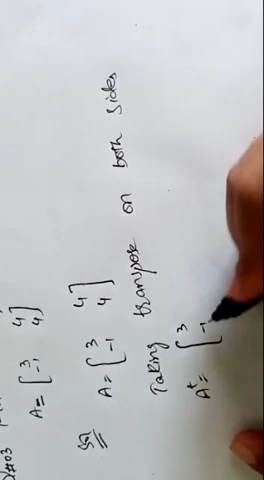 #03
A = [3 4
-1 4]
Sol
A = [3 4
-1 4]
Taking transpose on both sides
Aᵗ = [3 -1